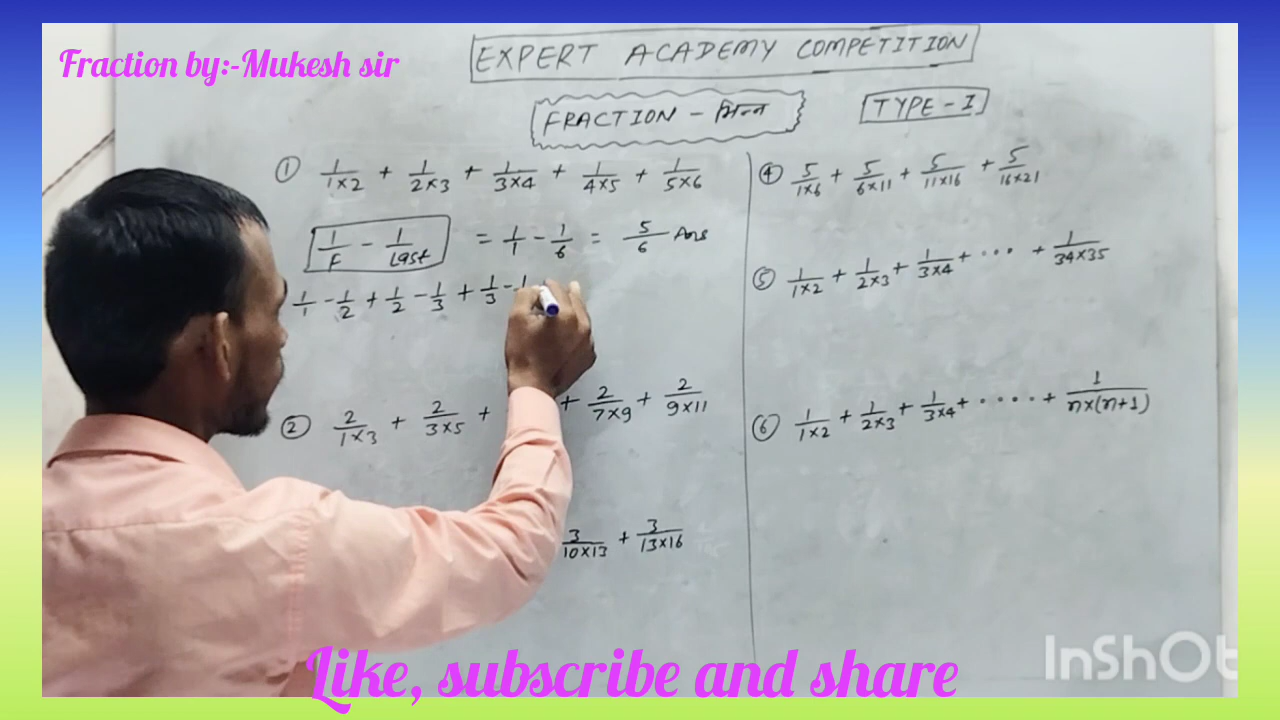 Fraction by:-Mukesh sir
EXPERT ACADEMY COMPETITION
FRACTION - भिन्न
TYPE - I
① 1/1×2 + 1/2×3 + 1/3×4 + 1/4×5 + 1/5×6
1/F - 1/Last = 1/1 - 1/6 = 5/6 Ans
1/1 - 1/2 + 1/2 - 1/3 + 1/3 - 1
② 2/1×3 + 2/3×5 + + 2/7×9 + 2/9×11
3/10×13 + 3/13×16
④ 5/1×6 + 5/6×11 + 5/11×16 + 5/16×21
⑤ 1/1×2 + 1/2×3 + 1/3×4 + ... + 1/34×35
⑥ 1/1×2 + 1/2×3 + 1/3×4 + ..... + 1/n×(n+1)
Like, subscribe and share
InShOt